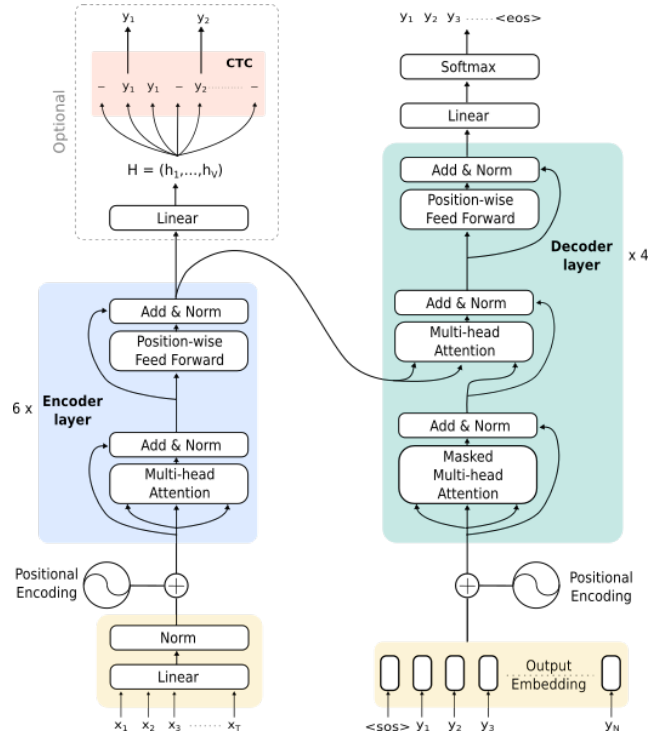 y₁ y₂
CTC
– y₁ y₁ – y₂ ............ –
Optional
H = (h₁,...,hᵥ)
Linear
Add & Norm
Position-wise
Feed Forward
6 x
Encoder
layer
Add & Norm
Multi-head
Attention
Positional
Encoding
Norm
Linear
x₁ x₂ x₃ ........ x_T
y₁ y₂ y₃ ...... <eos>
Softmax
Linear
Add & Norm
Position-wise
Feed Forward
Decoder
layer
x 4
Add & Norm
Multi-head
Attention
Add & Norm
Masked
Multi-head
Attention
Positional
Encoding
Output
Embedding
<sos> y₁ y₂ y₃ y_N